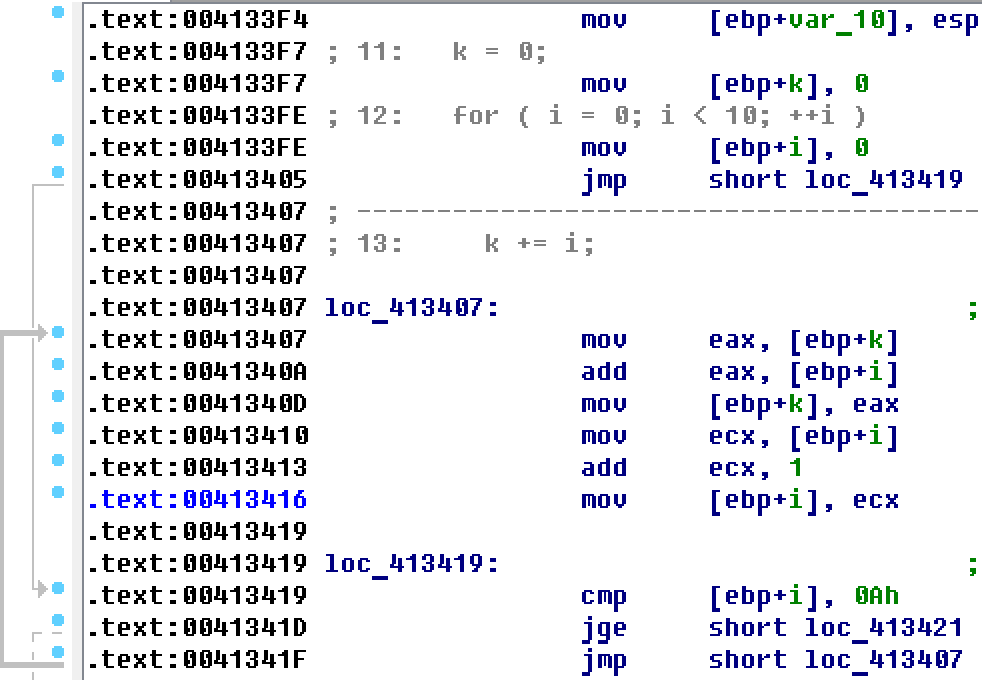 .text:004133F4 mov [ebp+var_10], esp
.text:004133F7 ; 11: k = 0;
.text:004133F7 mov [ebp+k], 0
.text:004133FE ; 12: for ( i = 0; i < 10; ++i )
.text:004133FE mov [ebp+i], 0
.text:00413405 jmp short loc_413419
.text:00413407 ; ---------------------------------------
.text:00413407 ; 13: k += i;
.text:00413407
.text:00413407 loc_413407: ;
.text:00413407 mov eax, [ebp+k]
.text:0041340A add eax, [ebp+i]
.text:0041340D mov [ebp+k], eax
.text:00413410 mov ecx, [ebp+i]
.text:00413413 add ecx, 1
.text:00413416 mov [ebp+i], ecx
.text:00413419
.text:00413419 loc_413419: ;
.text:00413419 cmp [ebp+i], 0Ah
.text:0041341D jge short loc_413421
.text:0041341F jmp short loc_413407